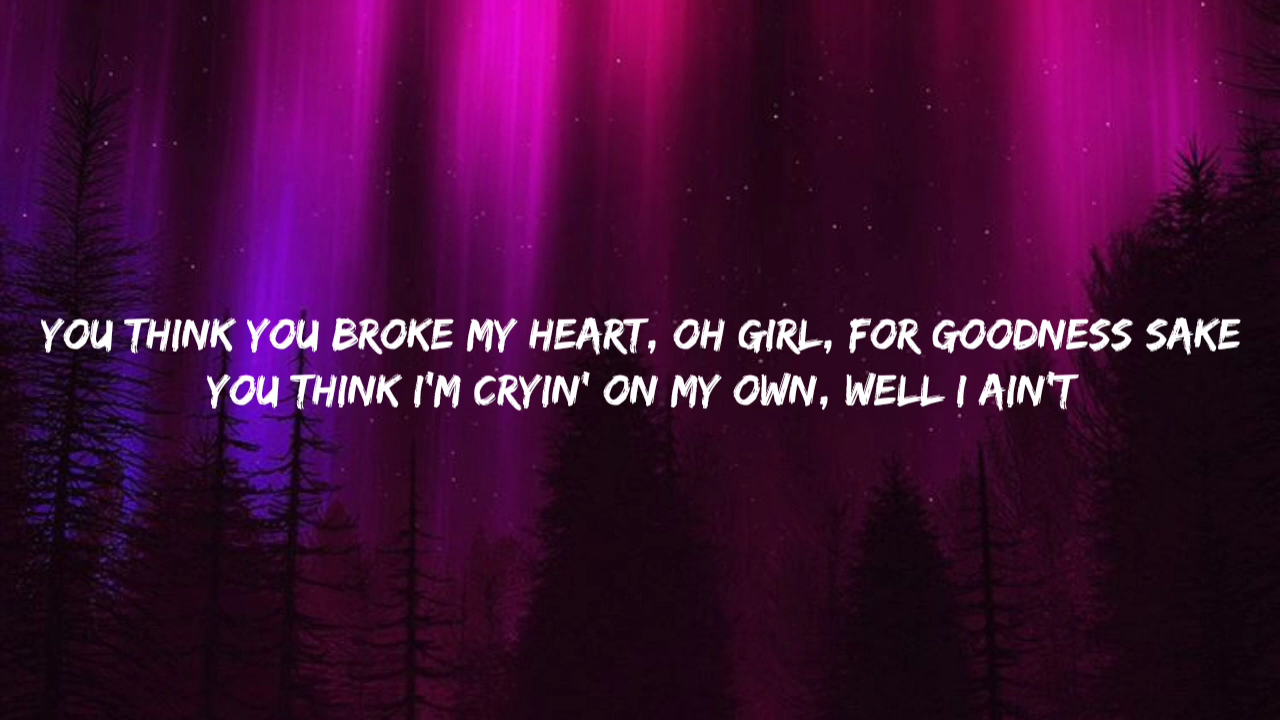 YOU THINK YOU BROKE MY HEART, OH GIRL, FOR GOODNESS SAKE
YOU THINK I'M CRYIN' ON MY OWN, WELL I AIN'T